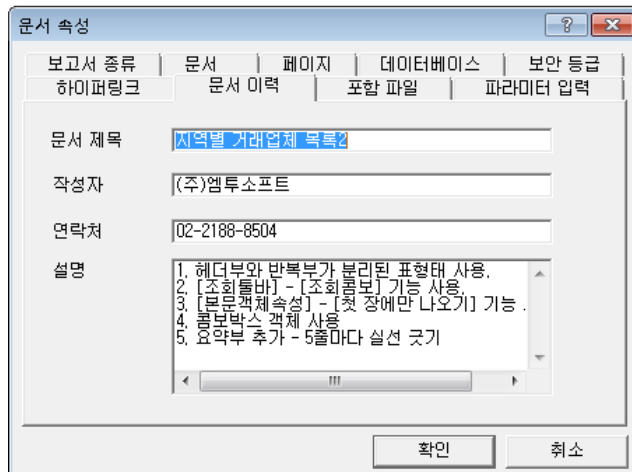 문서 속성
보고서 종류 문서 페이지 데이터베이스 보안 등급
하이퍼링크 문서 이력 포함 파일 파라미터 입력
문서 제목 지역별 거래업체 목록2
작성자 (주)엠투소프트
연락처 02-2188-8504
설명
1. 헤더부와 반복부가 분리된 표형태 사용.
2. [조회툴바] - [조회콤보] 기능 사용.
3. [본문객체속성] - [첫 장에만 나오기] 기능 .
4. 콤보박스 객체 사용
5. 요약부 추가 - 5줄마다 실선 긋기
확인 취소